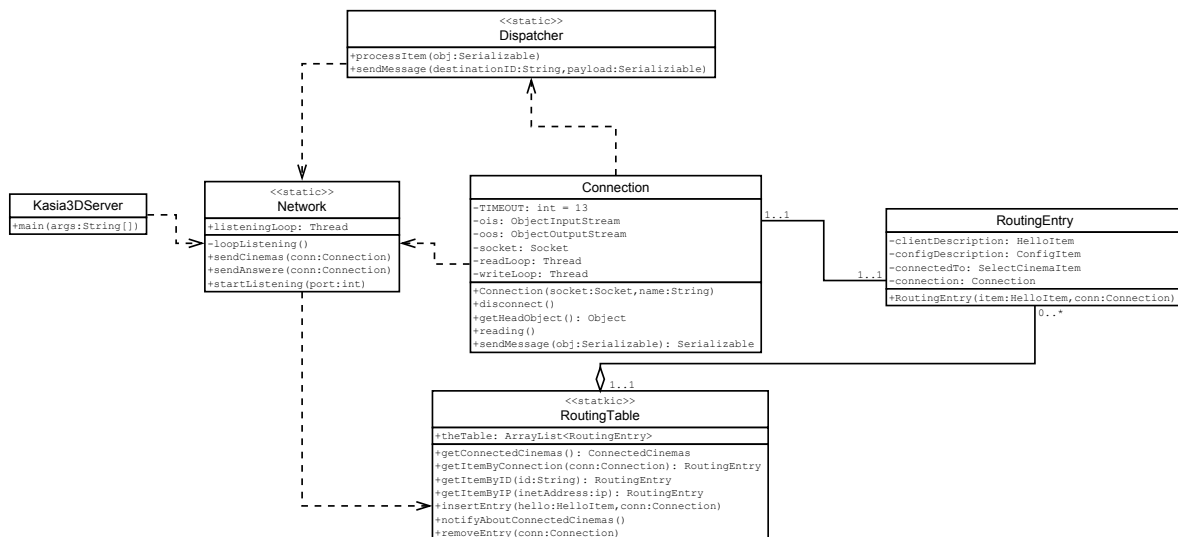 <<static>>
Dispatcher
+processItem(obj:Serializable)
+sendMessage(destinationID:String,payload:Serializiable)
Kasia3DServer
+main(args:String[])
<<static>>
Network
+listeningLoop: Thread
-loopListening()
+sendCinemas(conn:Connection)
+sendAnswere(conn:Connection)
+startListening(port:int)
Connection
-TIMEOUT: int = 13
-ois: ObjectInputStream
-oos: ObjectOutputStream
-socket: Socket
-readLoop: Thread
-writeLoop: Thread
+Connection(socket:Socket,name:String)
+disconnect()
+getHeadObject(): Object
+reading()
+sendMessage(obj:Serializable): Serializable
1..1
1..1
RoutingEntry
-clientDescription: HelloItem
-configDescription: ConfigItem
-connectedTo: SelectCinemaItem
-connection: Connection
+RoutingEntry(item:HelloItem,conn:Connection)
0..*
1..1
<<statkic>>
RoutingTable
+theTable: ArrayList<RoutingEntry>
+getConnectedCinemas(): ConnectedCinemas
+getItemByConnection(conn:Connection): RoutingEntry
+getItemByID(id:String): RoutingEntry
+getItemByIP(inetAddress:ip): RoutingEntry
+insertEntry(hello:HelloItem,conn:Connection)
+notifyAboutConnectedCinemas()
+removeEntry(conn:Connection)